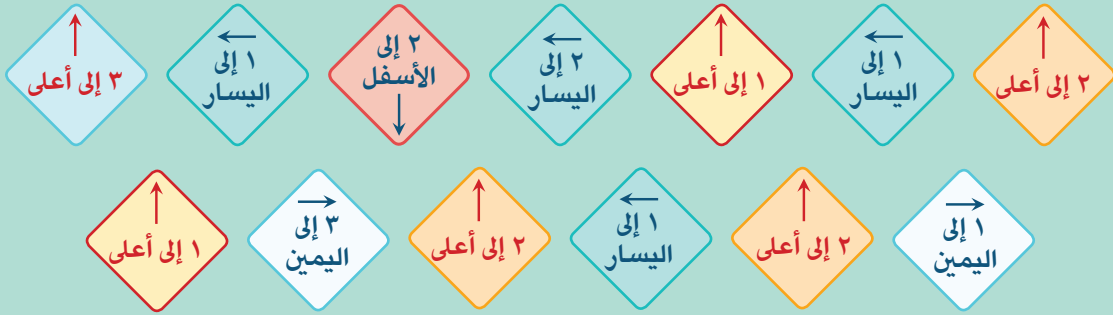 ٢ إلى أعلى
١ إلى
اليسار
١ إلى أعلى
٢ إلى
اليسار
٢ إلى
الأسفل
١ إلى
اليسار
٣ إلى أعلى
١ إلى
اليمين
٢ إلى أعلى
١ إلى
اليسار
٢ إلى أعلى
٣ إلى
اليمين
١ إلى أعلى